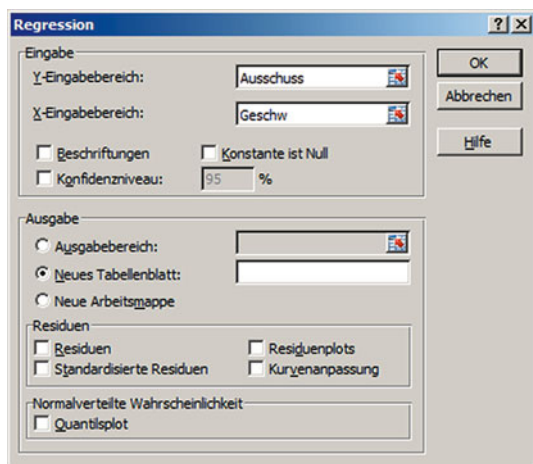 Regression
Eingabe
Y-Eingabebereich: Ausschuss
X-Eingabebereich: Geschw
Beschriftungen Konstante ist Null
Konfidenzniveau: 95 %
OK
Abbrechen
Hilfe
Ausgabe
Ausgabebereich:
Neues Tabellenblatt:
Neue Arbeitsmappe
Residuen
Residuen Residuenplots
Standardisierte Residuen Kurvenanpassung
Normalverteilte Wahrscheinlichkeit
Quantilsplot